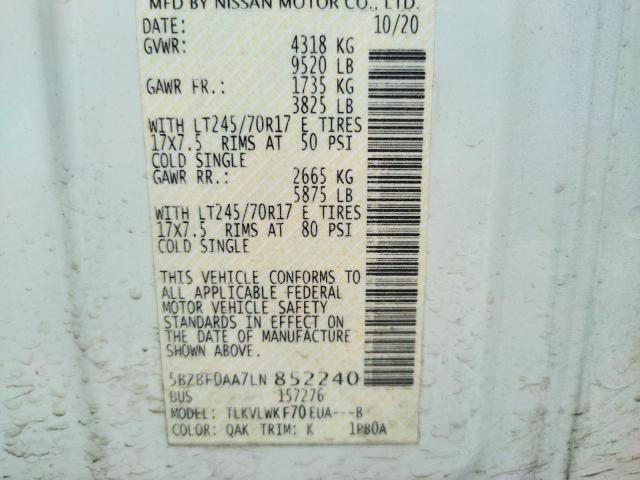 MFD BY NISSAN MOTOR CO., LTD.
DATE: 10/20
GVWR: 4318 KG
9520 LB
GAWR FR.: 1735 KG
3825 LB
WITH LT245/70R17 E TIRES
17X7.5 RIMS AT 50 PSI
COLD SINGLE
GAWR RR.: 2665 KG
5875 LB
WITH LT245/70R17 E TIRES
17X7.5 RIMS AT 80 PSI
COLD SINGLE
THIS VEHICLE CONFORMS TO
ALL APPLICABLE FEDERAL
MOTOR VEHICLE SAFETY
STANDARDS IN EFFECT ON
THE DATE OF MANUFACTURE
SHOWN ABOVE.
5BZBF0AA7LN 852240
BUS 157276
MODEL: TLKVLWKF70EUA---B
COLOR: QAK TRIM: K 1PB0A